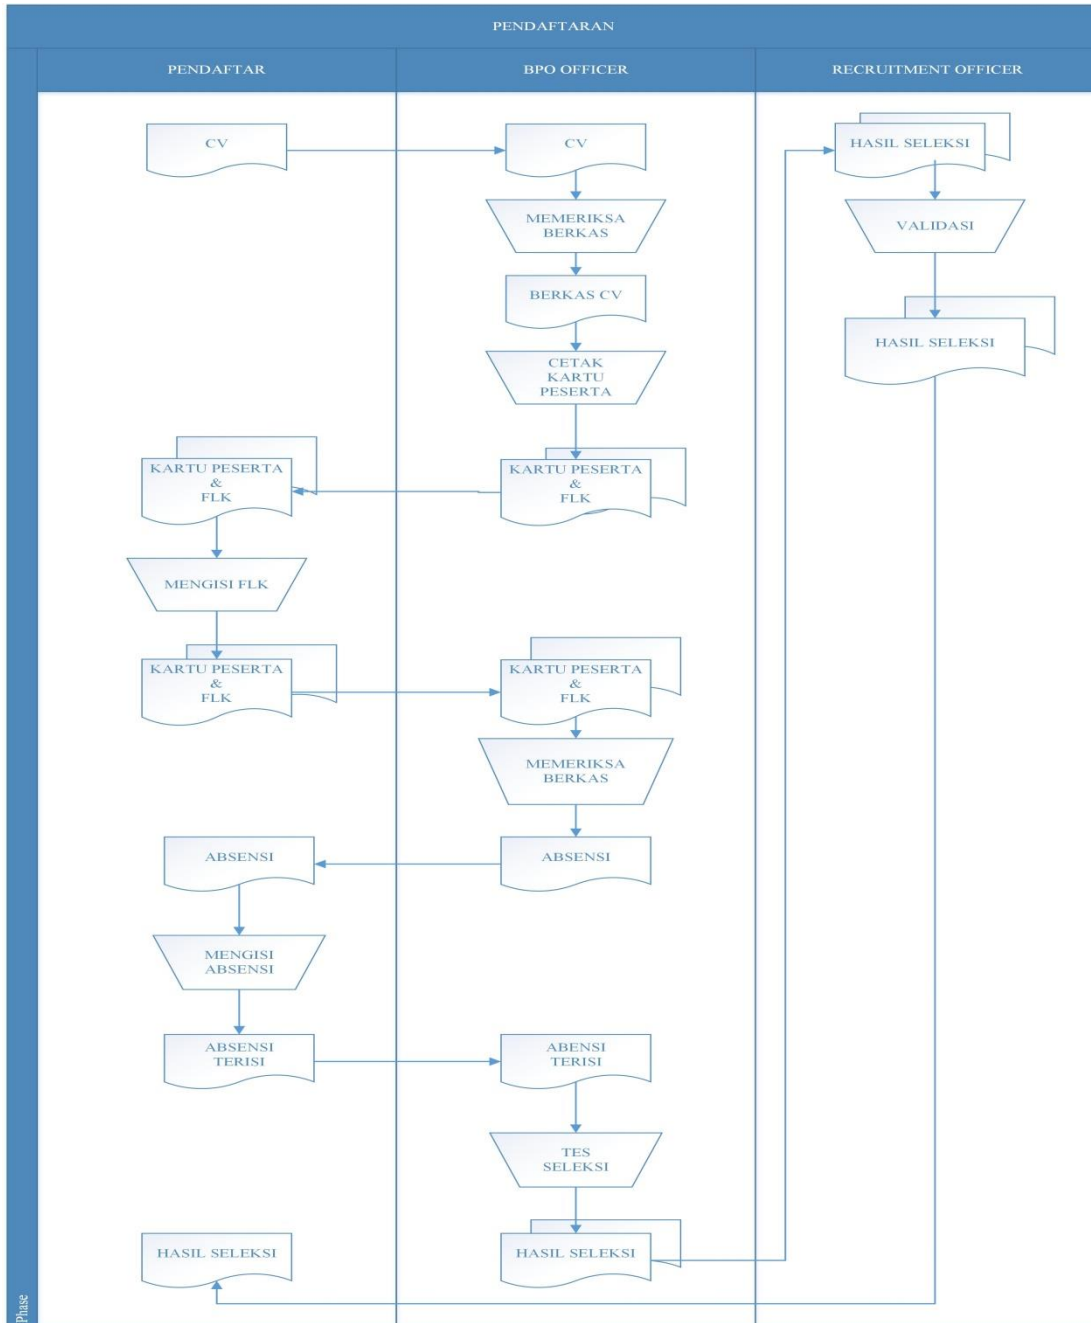 PENDAFTARAN
PENDAFTAR
BPO OFFICER
RECRUITMENT OFFICER
CV
CV
HASIL SELEKSI
MEMERIKSA
BERKAS
VALIDASI
BERKAS CV
HASIL SELEKSI
CETAK
KARTU
PESERTA
KARTU PESERTA
&
FLK
KARTU PESERTA
&
FLK
MENGISI FLK
KARTU PESERTA
&
FLK
KARTU PESERTA
&
FLK
MEMERIKSA
BERKAS
ABSENSI
ABSENSI
MENGISI
ABSENSI
ABSENSI
TERISI
ABENSI
TERISI
TES
SELEKSI
HASIL SELEKSI
HASIL SELEKSI
Phase